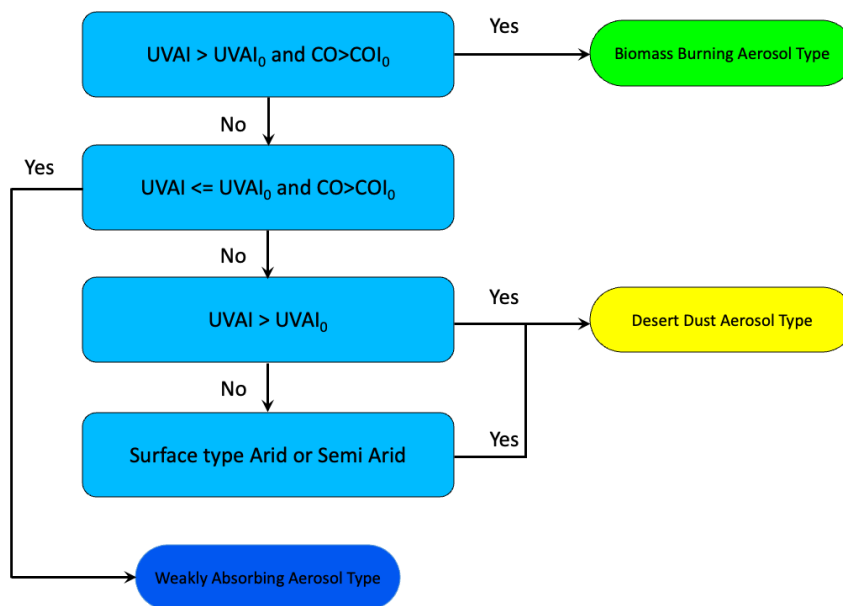 UVAI > UVAI₀ and CO>COI₀
Yes
Biomass Burning Aerosol Type
No
Yes
UVAI <= UVAI₀ and CO>COI₀
No
UVAI > UVAI₀
Yes
Desert Dust Aerosol Type
No
Surface type Arid or Semi Arid
Yes
Weakly Absorbing Aerosol Type